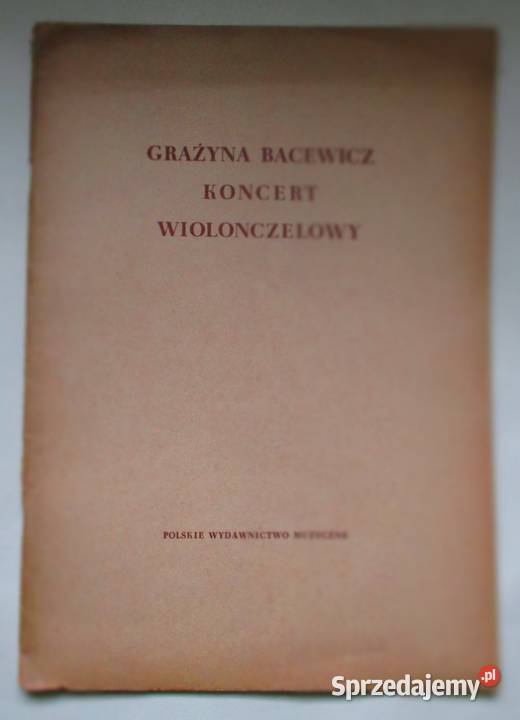 GRAŻYNA BACEWICZ
KONCERT
WIOLONCZELOWY
POLSKIE WYDAWNICTWO MUZYCZNE
Sprzedajemy.pl